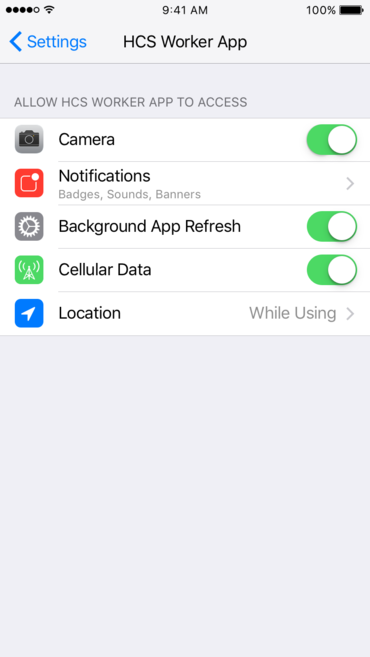 9:41 AM
100%
Settings
HCS Worker App
ALLOW HCS WORKER APP TO ACCESS
Camera
Notifications
Badges, Sounds, Banners
Background App Refresh
Cellular Data
Location
While Using